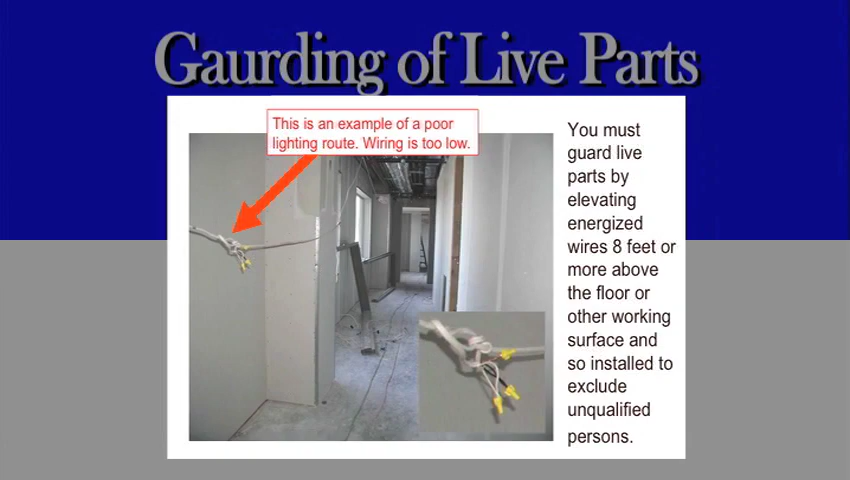 Gaurding of Live Parts
This is an example of a poor
lighting route. Wiring is too low.
You must
guard live
parts by
elevating
energized
wires 8 feet or
more above
the floor or
other working
surface and
so installed to
exclude
unqualified
persons.